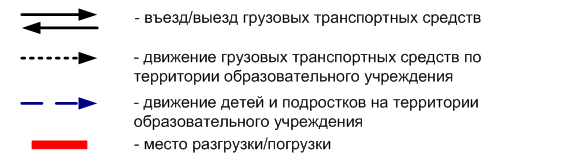 - въезд/выезд грузовых транспортных средств
- движение грузовых транспортных средств по
территории образовательного учреждения
- движение детей и подростков на территории
образовательного учреждения
- место разгрузки/погрузки